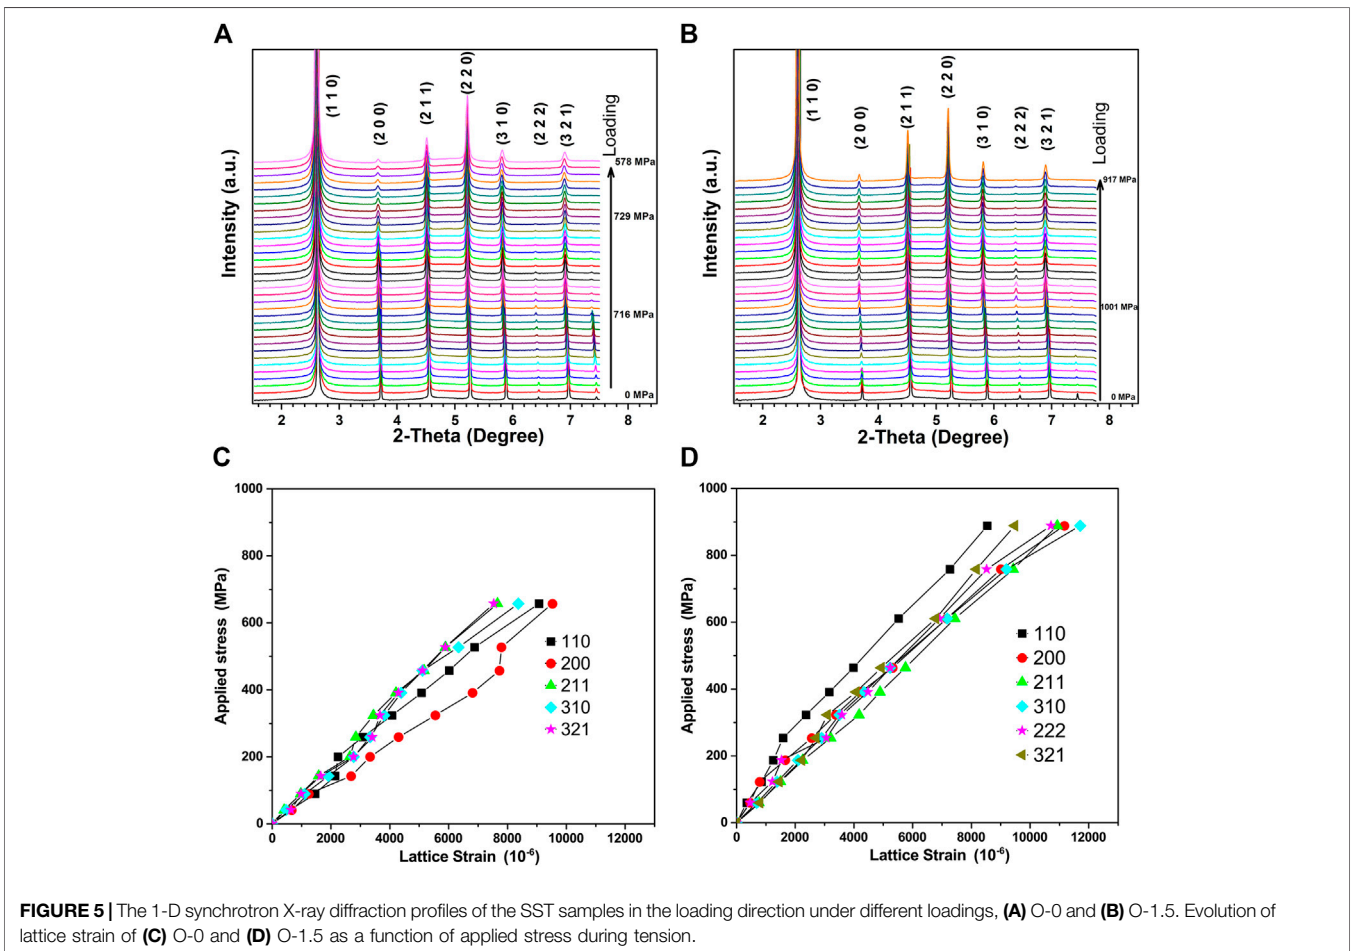 A
B
(1 1 0)
(2 0 0)
(2 1 1)
(2 2 0)
(3 1 0)
(2 2 2)
(3 2 1)
Loading
578 MPa
729 MPa
716 MPa
0 MPa
Intensity (a.u.)
2 3 4 5 6 7 8
2-Theta (Degree)
(1 1 0)
(2 0 0)
(2 1 1)
(2 2 0)
(3 1 0)
(2 2 2)
(3 2 1)
Loading
917 MPa
1001 MPa
0 MPa
Intensity (a.u.)
2 3 4 5 6 7 8
2-Theta (Degree)
C
D
1000
800
600
400
200
0
Applied stress (MPa)
110
200
211
310
321
0 2000 4000 6000 8000 10000 12000
Lattice Strain (10-6)
1000
800
600
400
200
0
Applied stress (MPa)
110
200
211
310
222
321
0 2000 4000 6000 8000 10000 12000
Lattice Strain (10-6)
FIGURE 5 | The 1-D synchrotron X-ray diffraction profiles of the SST samples in the loading direction under different loadings, (A) O-0 and (B) O-1.5. Evolution of
lattice strain of (C) O-0 and (D) O-1.5 as a function of applied stress during tension.